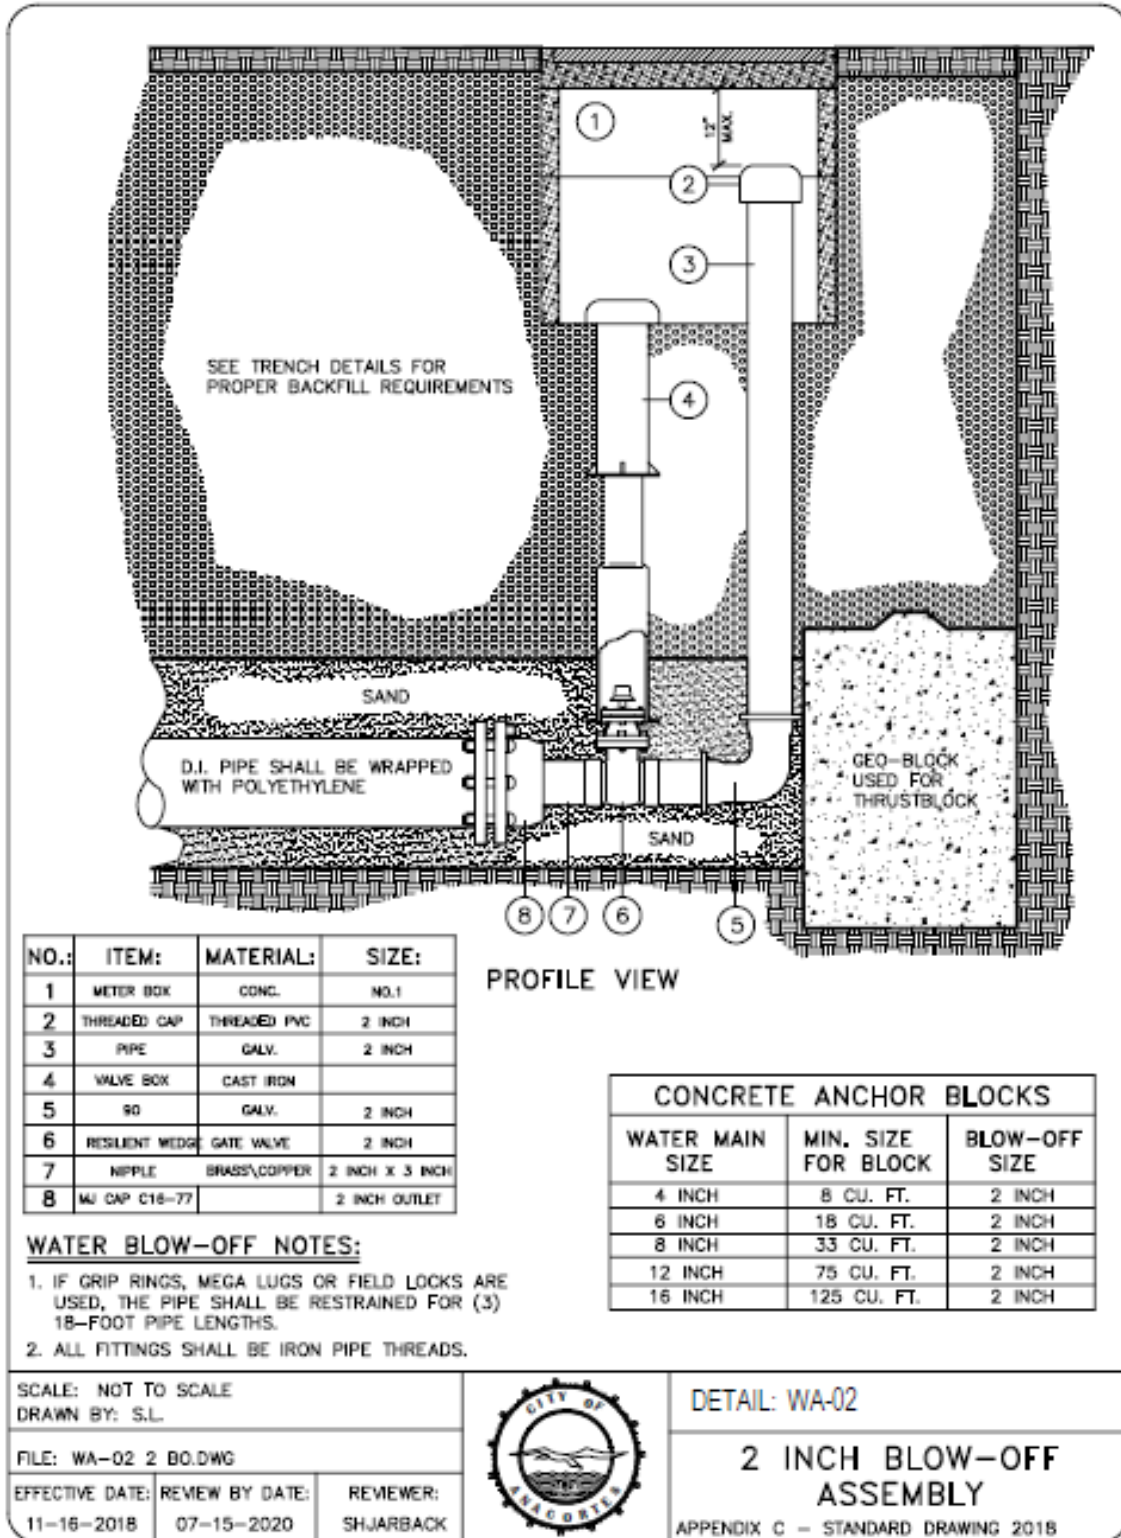 1
12"
MAX.
2
3
SEE TRENCH DETAILS FOR
PROPER BACKFILL REQUIREMENTS
4
SAND
D.I. PIPE SHALL BE WRAPPED
WITH POLYETHYLENE
GEO-BLOCK
USED FOR
THRUSTBLOCK
SAND
8 7 6 5
PROFILE VIEW
NO.: ITEM: MATERIAL: SIZE:
1 METER BOX CONC. NO.1
2 THREADED CAP THREADED PVC 2 INCH
3 PIPE GALV. 2 INCH
4 VALVE BOX CAST IRON
5 90 GALV. 2 INCH
6 RESILIENT WEDGE GATE VALVE 2 INCH
7 NIPPLE BRASS\COPPER 2 INCH X 3 INCH
8 MJ CAP C16-77 2 INCH OUTLET
CONCRETE ANCHOR BLOCKS
WATER MAIN SIZE MIN. SIZE FOR BLOCK BLOW-OFF SIZE
4 INCH 8 CU. FT. 2 INCH
6 INCH 18 CU. FT. 2 INCH
8 INCH 33 CU. FT. 2 INCH
12 INCH 75 CU. FT. 2 INCH
16 INCH 125 CU. FT. 2 INCH
WATER BLOW-OFF NOTES:
1. IF GRIP RINGS, MEGA LUGS OR FIELD LOCKS ARE
USED, THE PIPE SHALL BE RESTRAINED FOR (3)
18-FOOT PIPE LENGTHS.
2. ALL FITTINGS SHALL BE IRON PIPE THREADS.
SCALE: NOT TO SCALE
DRAWN BY: S.L.
FILE: WA-02 2 BO.DWG
EFFECTIVE DATE: REVIEW BY DATE: REVIEWER:
11-16-2018 07-15-2020 SHJARBACK
CITY OF
ANACORTES
DETAIL: WA-02
2 INCH BLOW-OFF
ASSEMBLY
APPENDIX C - STANDARD DRAWING 2018